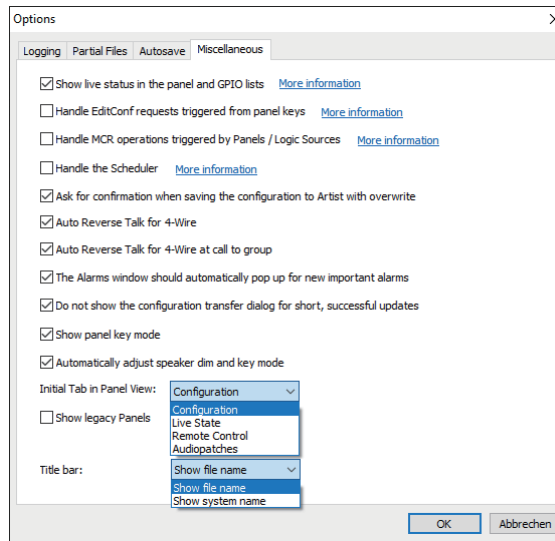 Options
Logging Partial Files Autosave Miscellaneous
Show live status in the panel and GPIO lists More information
Handle EditConf requests triggered from panel keys More information
Handle MCR operations triggered by Panels / Logic Sources More information
Handle the Scheduler More information
Ask for confirmation when saving the configuration to Artist with overwrite
Auto Reverse Talk for 4-Wire
Auto Reverse Talk for 4-Wire at call to group
The Alarms window should automatically pop up for new important alarms
Do not show the configuration transfer dialog for short, successful updates
Show panel key mode
Automatically adjust speaker dim and key mode
Initial Tab in Panel View: Configuration
Configuration
Show legacy Panels Live State
Remote Control
Audiopatches
Title bar: Show file name
Show file name
Show system name
OK Abbrechen